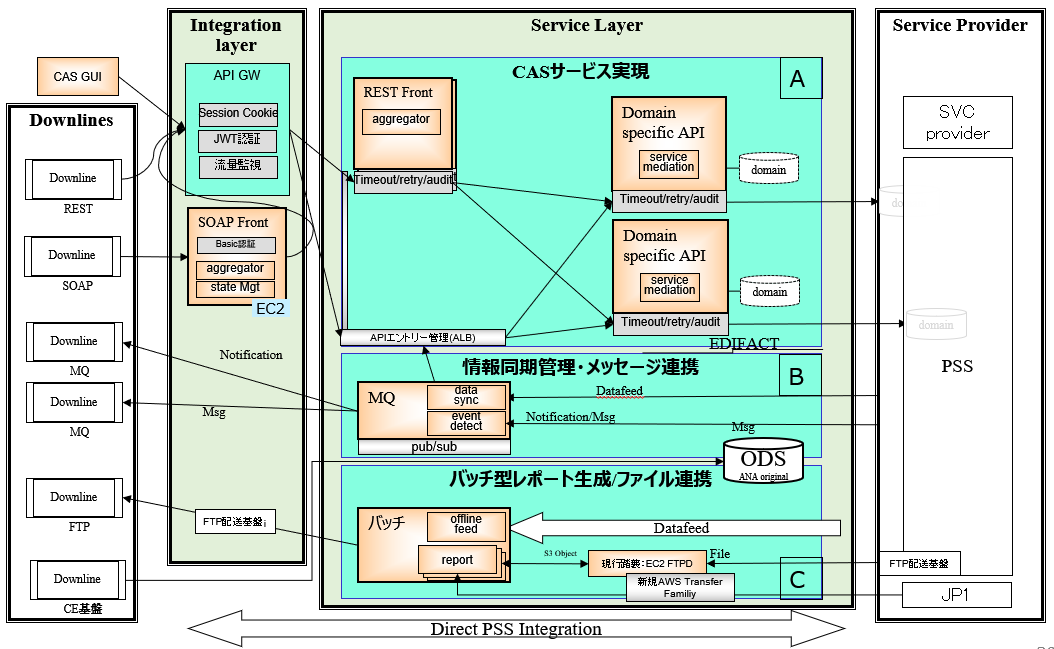 Integration
layer
Service Layer
Service Provider
CAS GUI
API GW
Session Cookie
JWT認証
流量監視
CASサービス実現
A
REST Front
aggregator
Timeout/retry/audit
Domain
specific API
service
mediation
domain
Timeout/retry/audit
Domain
specific API
service
mediation
domain
Timeout/retry/audit
SVC
provider
domain
PSS
Downlines
Downline
REST
Downline
SOAP
Downline
MQ
Downline
MQ
Downline
FTP
Downline
CE基盤
SOAP Front
Basic認証
aggregator
state Mgt
EC2
Notification
Msg
FTP配送基盤
APIエントリー管理(ALB)
EDIFACT
情報同期管理・メッセージ連携
B
MQ
data
sync
event
detect
pub/sub
Datafeed
Notification/Msg
Msg
ODS
ANA original
バッチ型レポート生成/ファイル連携
バッチ
offline
feed
report
Datafeed
S3 Object
現行踏襲:EC2 FTPD
File
新規AWS Transfer
Familiy
C
FTP配送基盤
JP1
Direct PSS Integration